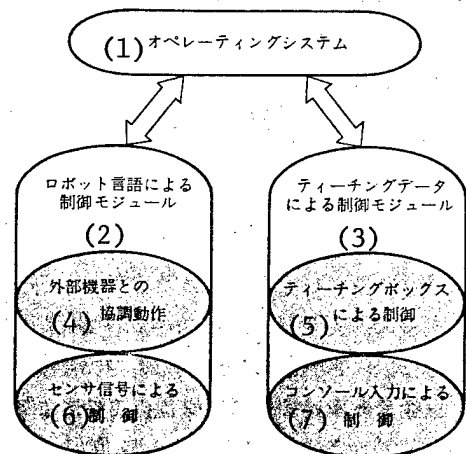 (1) オペレーティングシステム
ロボット言語による
制御モジュール
(2)
ティーチングデータ
による制御モジュール
(3)
外部機器との
(4) 協調動作
ティーチングボックス
(5) による制御
センサ信号による
(6) 制 御
コンソール入力による
(7) 制 御